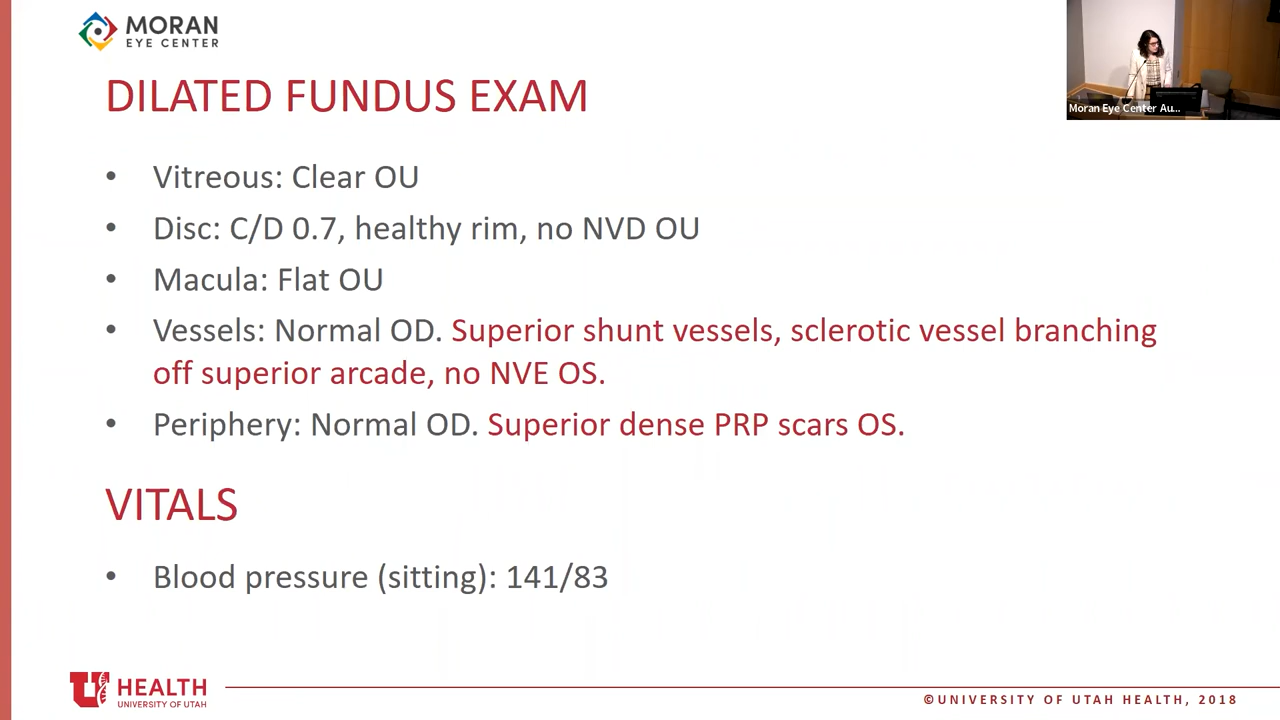 MORAN
EYE CENTER
Moran Eye Center Au...
DILATED FUNDUS EXAM
• Vitreous: Clear OU
• Disc: C/D 0.7, healthy rim, no NVD OU
• Macula: Flat OU
• Vessels: Normal OD. Superior shunt vessels, sclerotic vessel branching
off superior arcade, no NVE OS.
• Periphery: Normal OD. Superior dense PRP scars OS.
VITALS
• Blood pressure (sitting): 141/83
U HEALTH
UNIVERSITY OF UTAH
©UNIVERSITY OF UTAH HEALTH, 2018